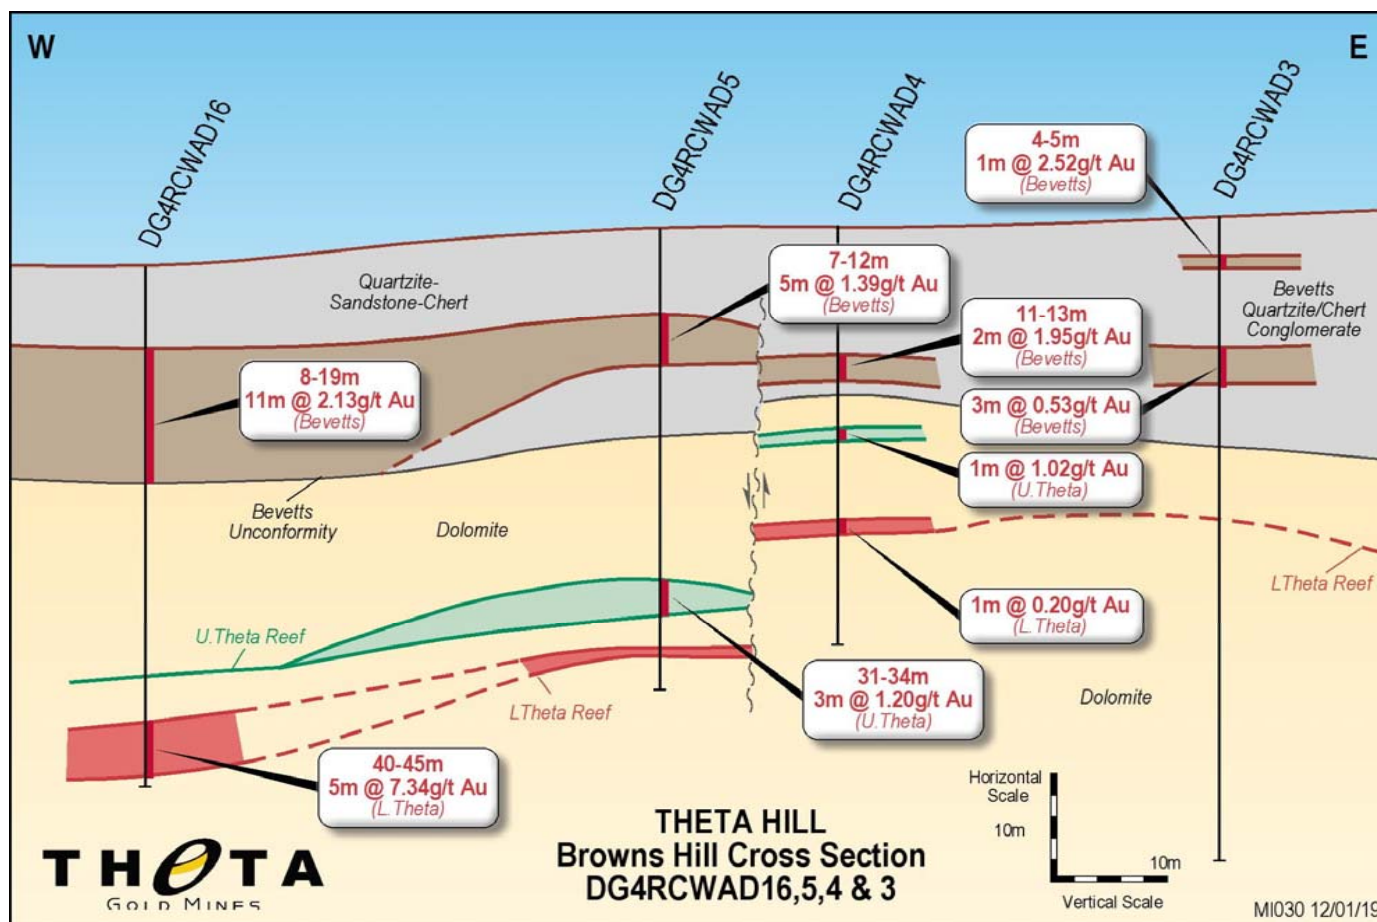 W
E
DG4RCWAD16
DG4RCWAD5
DG4RCWAD4
DG4RCWAD3
4-5m
1m @ 2.52g/t Au
(Bevetts)
7-12m
5m @ 1.39g/t Au
(Bevetts)
Quartzite-
Sandstone-Chert
Bevetts
Quartzite/Chert
Conglomerate
11-13m
2m @ 1.95g/t Au
(Bevetts)
8-19m
11m @ 2.13g/t Au
(Bevetts)
3m @ 0.53g/t Au
(Bevetts)
1m @ 1.02g/t Au
(U.Theta)
Bevetts
Unconformity
Dolomite
LTheta Reef
1m @ 0.20g/t Au
(L.Theta)
U.Theta Reef
31-34m
3m @ 1.20g/t Au
(U.Theta)
LTheta Reef
Dolomite
40-45m
5m @ 7.34g/t Au
(L.Theta)
Horizontal
Scale
10m
10m
Vertical Scale
THETA HILL
Browns Hill Cross Section
DG4RCWAD16,5,4 & 3
THETA
GOLD MINES
MI030 12/01/19